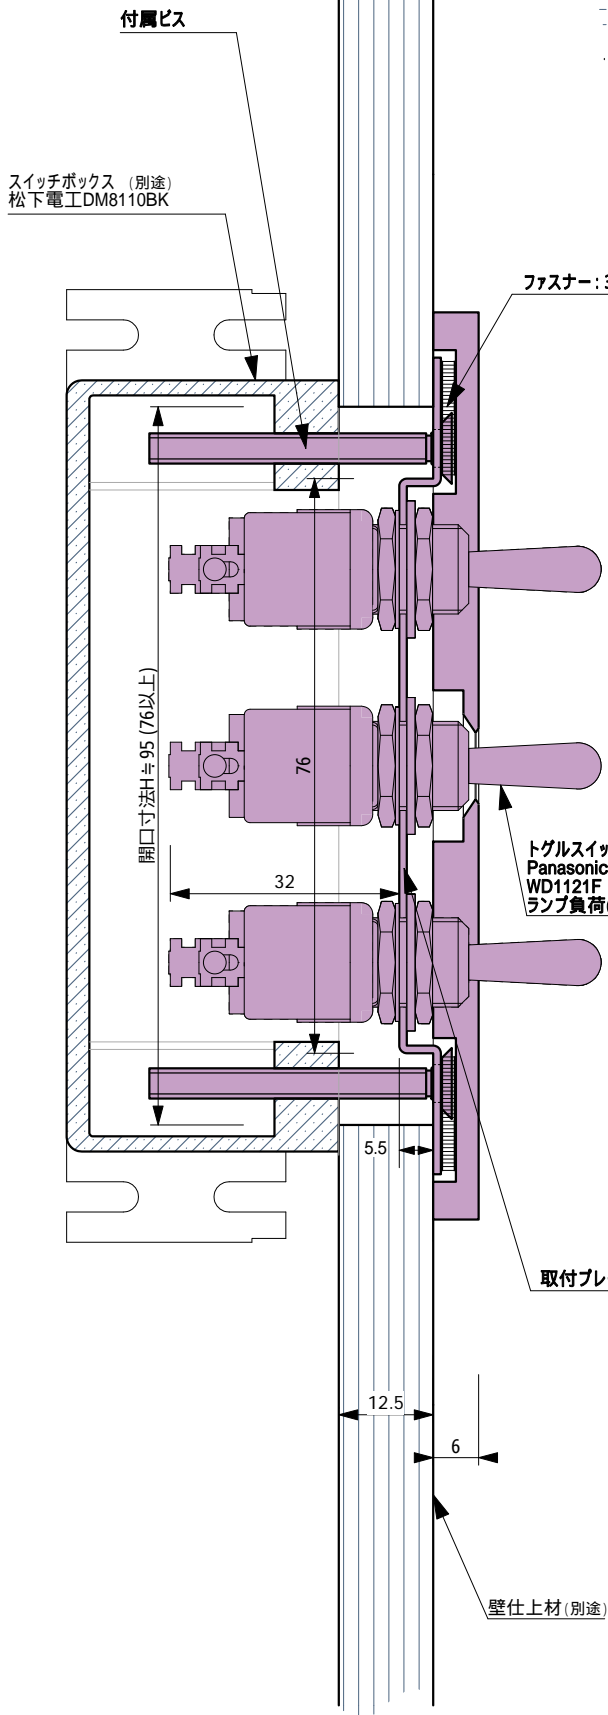 付属ビス
スイッチボックス (別途)
松下電工DM8110BK
ファスナー：3
開口寸法H≒95 (76以上)
76
32
トグルスイッ
Panasonic
WD1121F
ランプ負荷
5.5
取付プレ
12.5
6
壁仕上材(別途)